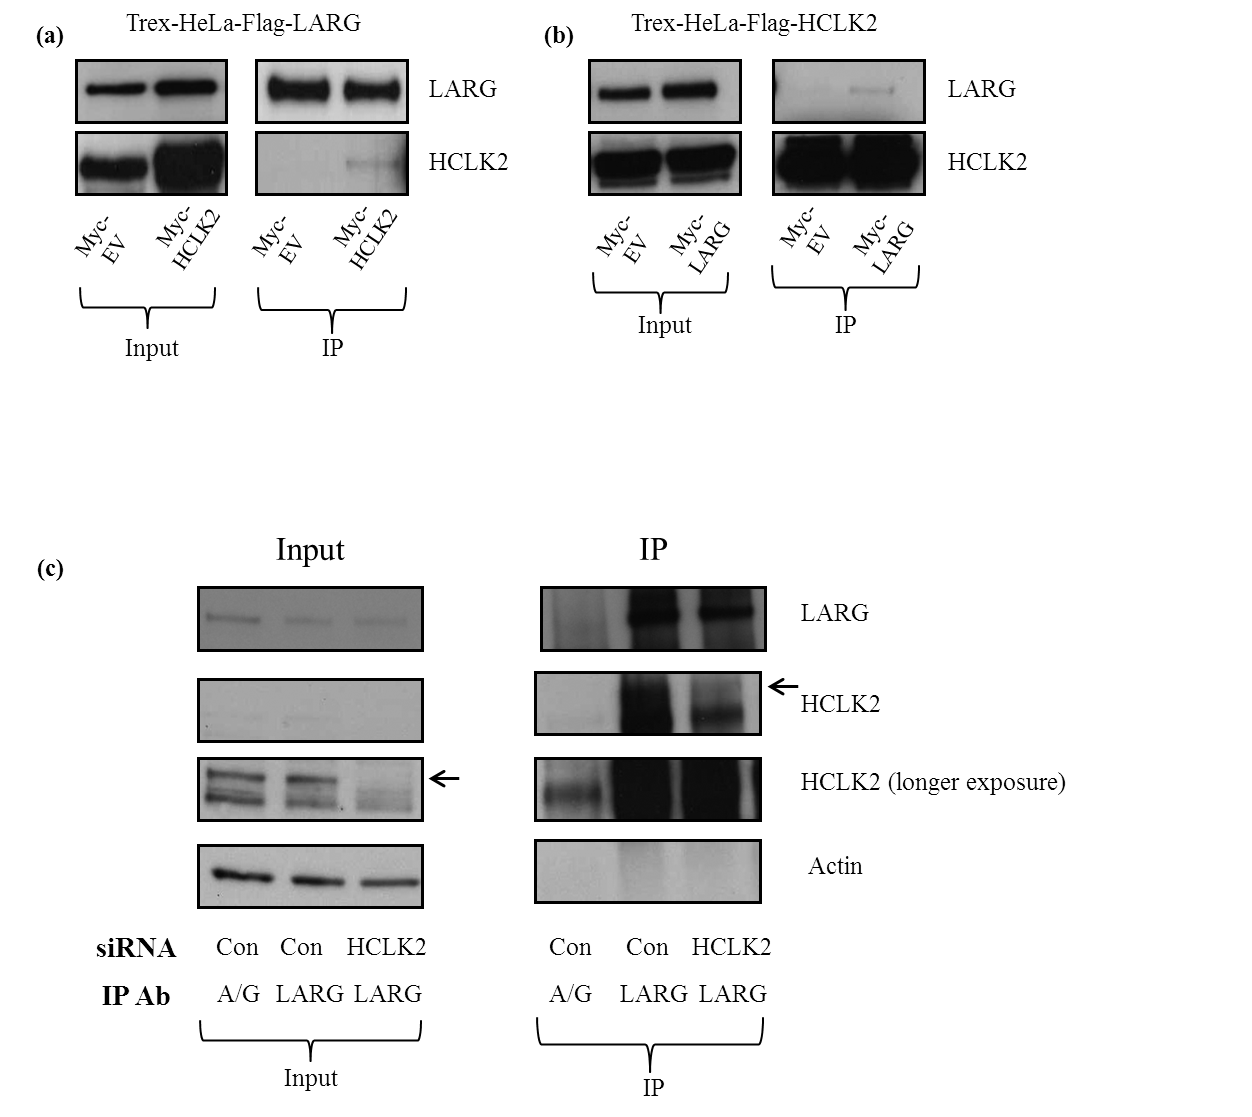 (a)
Trex-HeLa-Flag-LARG
LARG
HCLK2
Myc-
EV
Myc-
HCLK2
Myc-
EV
Myc-
HCLK2
Input
IP
(b)
Trex-HeLa-Flag-HCLK2
LARG
HCLK2
Myc-
EV
Myc-
LARG
Myc-
EV
Myc-
LARG
Input
IP
(c)
Input
IP
LARG
HCLK2
HCLK2 (longer exposure)
Actin
siRNA Con Con HCLK2 Con Con HCLK2
IP Ab A/G LARG LARG A/G LARG LARG
Input
IP